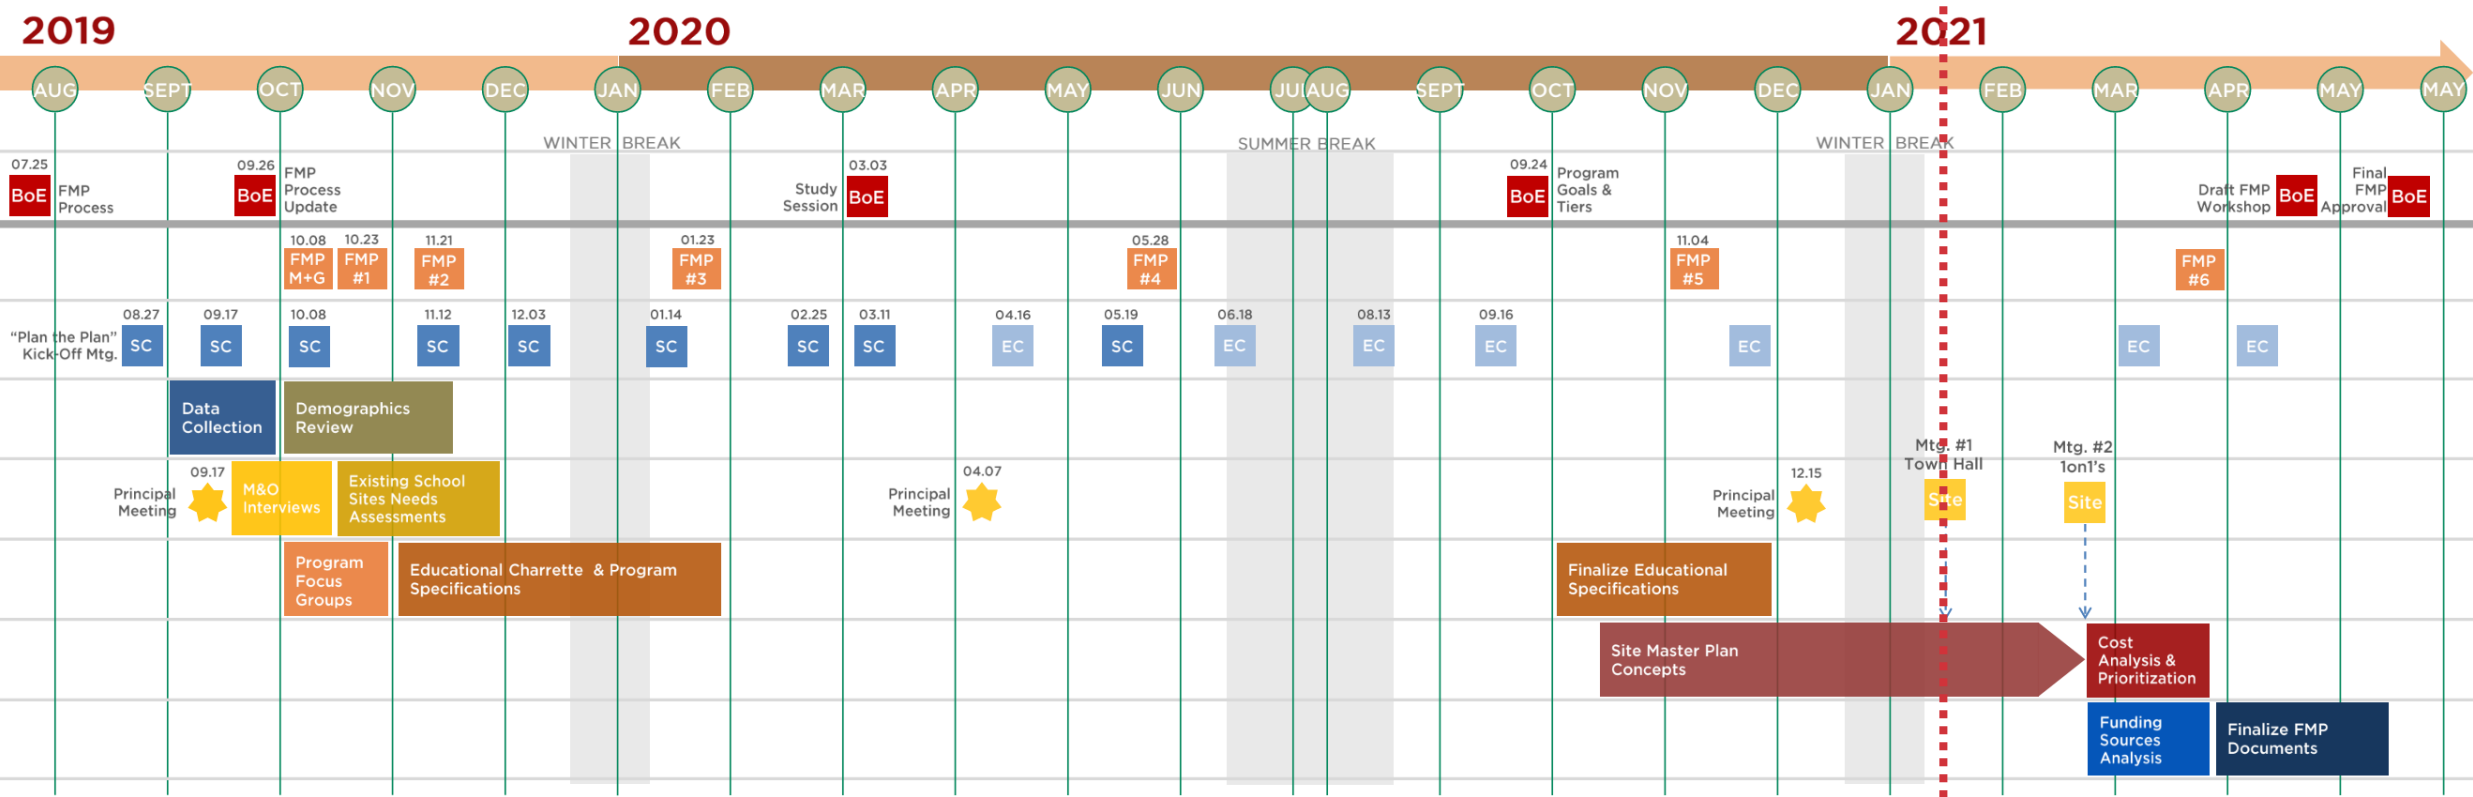 2019
2020
2021
AUG
SEPT
OCT
NOV
DEC
JAN
FEB
MAR
APR
MAY
JUN
JUL
AUG
SEPT
OCT
NOV
DEC
JAN
FEB
MAR
APR
MAY
MAY
WINTER BREAK
SUMMER BREAK
WINTER BREAK
07.25
BoE
FMP
Process
09.26
BoE
FMP
Process
Update
Study
Session
03.03
BoE
09.24
BoE
Program
Goals &
Tiers
Draft FMP
Workshop
BoE
Final
FMP
Approval
BoE
10.08
FMP
M+G
10.23
FMP
#1
11.21
FMP
#2
01.23
FMP
#3
05.28
FMP
#4
11.04
FMP
#5
FMP
#6
"Plan the Plan"
Kick-Off Mtg.
08.27
SC
09.17
SC
10.08
SC
11.12
SC
12.03
SC
01.14
SC
02.25
SC
03.11
SC
04.16
EC
05.19
SC
06.18
EC
08.13
EC
09.16
EC
EC
EC
EC
Data
Collection
Demographics
Review
Principal
Meeting
09.17
M&O
Interviews
Existing School
Sites Needs
Assessments
Principal
Meeting
04.07
Principal
Meeting
12.15
Mtg. #1
Town Hall
Site
Mtg. #2
1on1's
Site
Program
Focus
Groups
Educational Charrette & Program
Specifications
Finalize Educational
Specifications
Site Master Plan
Concepts
Cost
Analysis &
Prioritization
Funding
Sources
Analysis
Finalize FMP
Documents